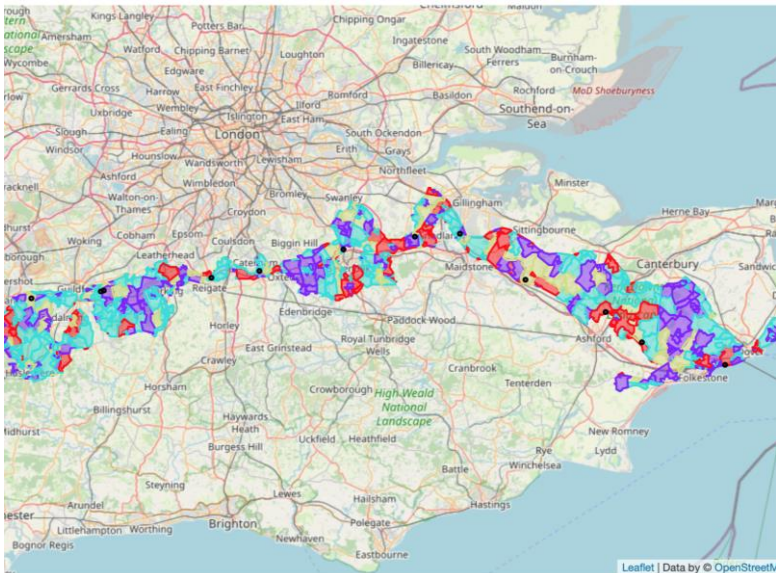 Kings Langley
Potters Bar
Chipping Ongar
Amersham
Watford
Chipping Barnet
Loughton
Ingatestone
South Woodham
Ferrers
Burnham-
on-Crouch
Wycombe
Edgware
Billericay
Gerrards Cross
Harrow
East Finchley
Ilford
Romford
Basildon
Rochford
MoD Shoeburyness
Uxbridge
Wembley
Islington
East Ham
Southend-on-
Sea
Slough
Ealing
London
South Ockendon
Windsor
Hounslow
Wandsworth
Lewisham
Erith
Grays
Ashford
Wimbledon
Northfleet
Walton-
on-Thames
Bromley
Swanley
Gillingham
Minster
Croydon
Herne Bay
Cobham
Epsom
Coulsdon
Biggin Hill
Sittingbourne
Woking
Leatherhead
Canterbury
Sandwich
Maidstone
Reigate
Edenbridge
Horley
Paddock Wood
Ashford
Crawley
East Grinstead
Royal Tunbridge
Wells
Folkestone
Cranbrook
Tenterden
Horsham
Crowborough
High Weald
National
Landscape
Billingshurst
Haywards
Heath
New Romney
Burgess Hill
Uckfield
Heathfield
Rye
Lydd
Winchelsea
Steyning
Battle
Arundel
Lewes
Hailsham
Hastings
Brighton
Polegate
Littlehampton
Worthing
Newhaven
Bognor Regis
Eastbourne
Leaflet | Data by © OpenStreetM